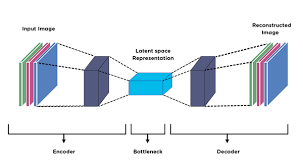 Input Image
Latent space
Representation
Reconstructed
Image
Encoder
Bottleneck
Decoder